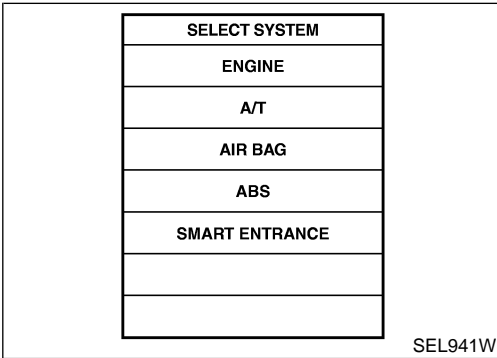 SELECT SYSTEM
ENGINE
A/T
AIR BAG
ABS
SMART ENTRANCE
SEL941W